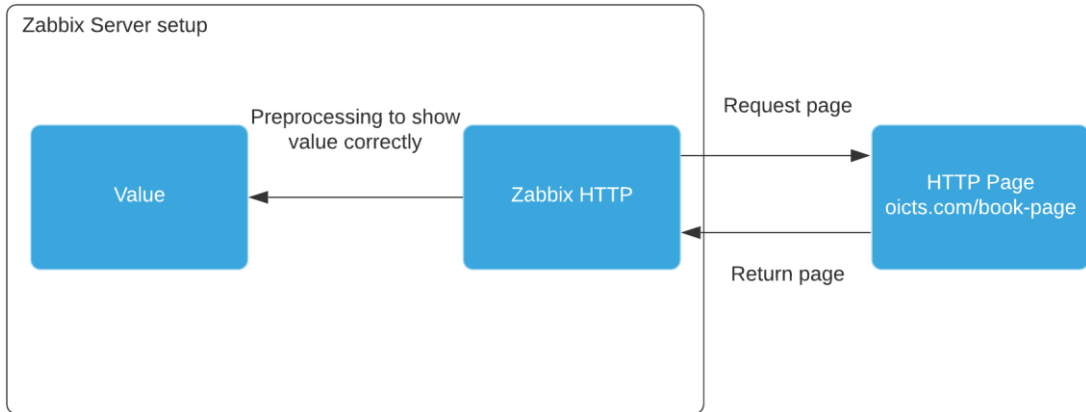 Zabbix Server setup
Preprocessing to show
value correctly
Value
Zabbix HTTP
Request page
HTTP Page
oicts.com/book-page
Return page